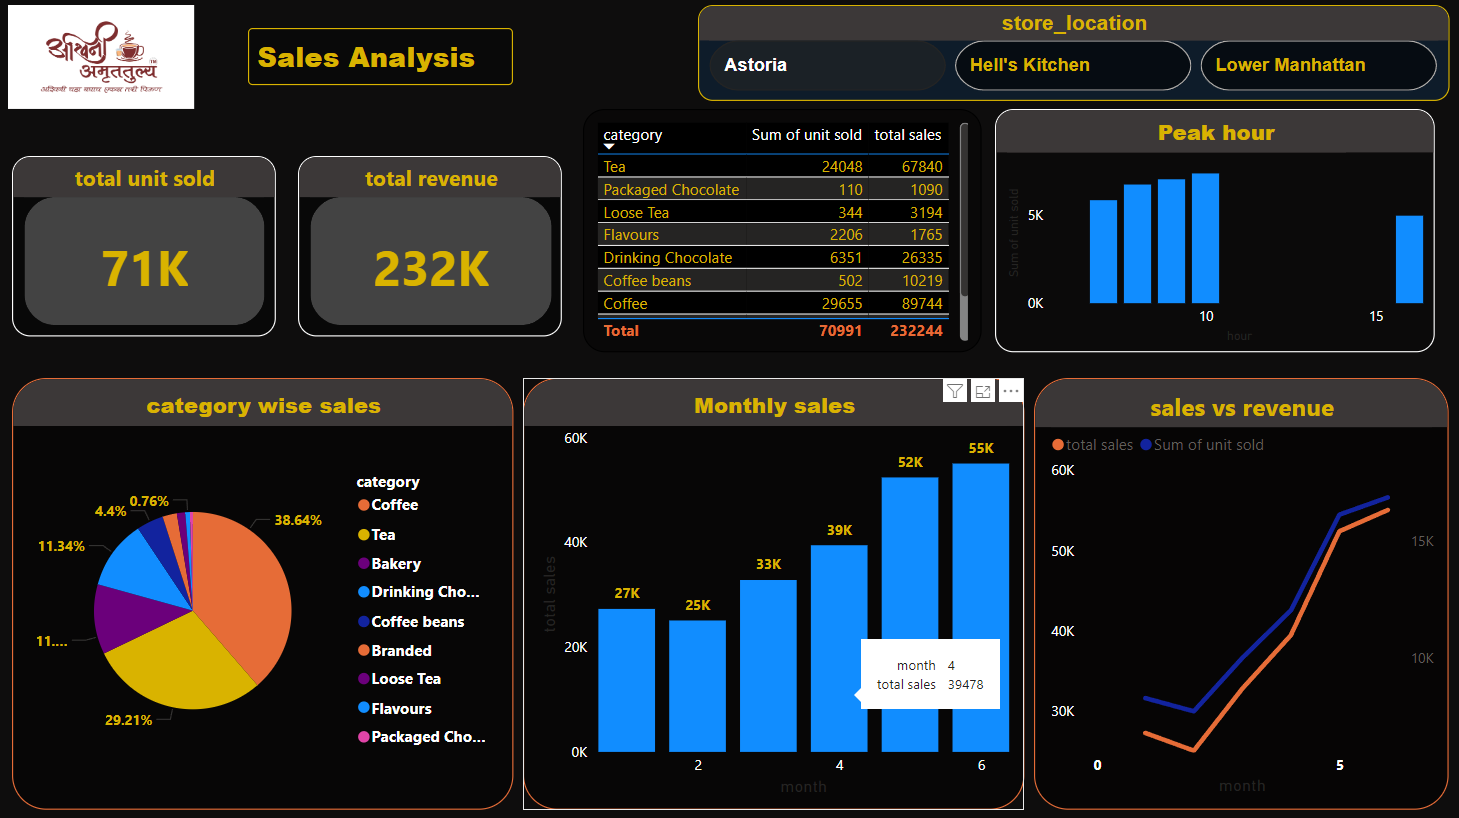 अश्विनी
अमृततुल्य
TM
Sales Analysis
store_location
Astoria
Hell's Kitchen
Lower Manhattan
total unit sold
71K
total revenue
232K
category Sum of unit sold total sales
Tea 24048 67840
Packaged Chocolate 110 1090
Loose Tea 344 3194
Flavours 2206 1765
Drinking Chocolate 6351 26335
Coffee beans 502 10219
Coffee 29655 89744
Total 70991 232244
Peak hour
Sum of unit sold
5K
0K
10 15
hour
category wise sales
0.76%
4.4%
38.64%
11.34%
11....
29.21%
category
Coffee
Tea
Bakery
Drinking Cho...
Coffee beans
Branded
Loose Tea
Flavours
Packaged Cho...
Monthly sales
total sales
60K
40K
20K
0K
27K
25K
33K
39K
52K
55K
month 4
total sales 39478
2 4 6
month
sales vs revenue
total sales Sum of unit sold
60K
50K
40K
30K
15K
10K
0 5
month